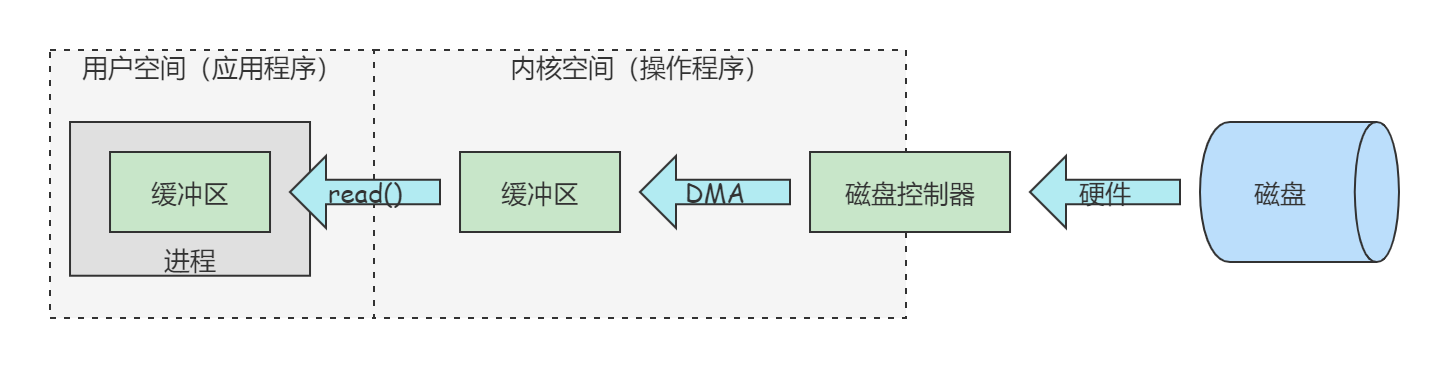 用户空间（应用程序）
内核空间（操作程序）
缓冲区
read()
缓冲区
DMA
磁盘控制器
硬件
磁盘
进程